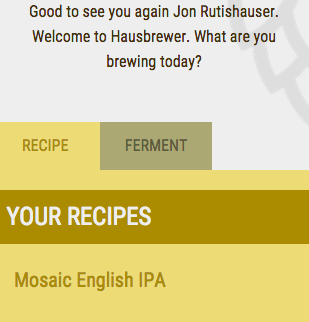 Good to see you again Jon Rutishauser.
Welcome to Hausbrewer. What are you
brewing today?
RECIPE
FERMENT
YOUR RECIPES
Mosaic English IPA